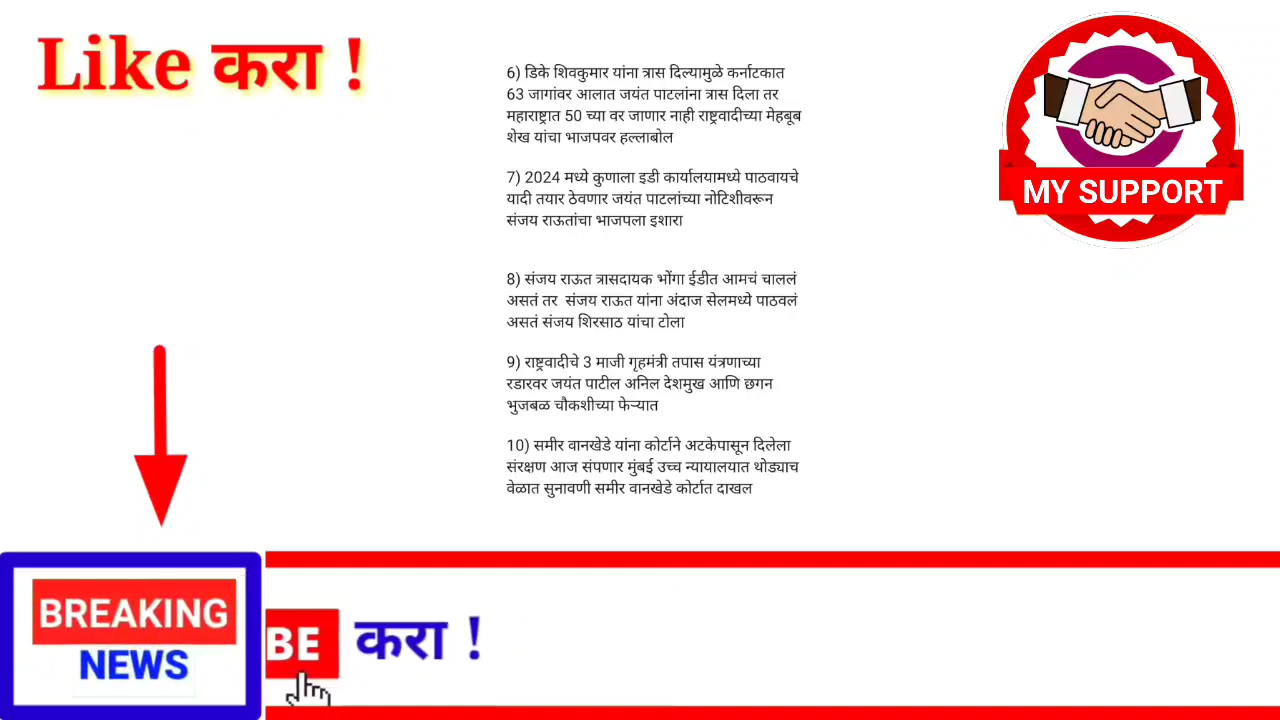 Like करा !
6) डिके शिवकुमार यांना त्रास दिल्यामुळे कर्नाटकात
63 जागांवर आलात जयंत पाटलांना त्रास दिला तर
महाराष्ट्रात 50 च्या वर जाणार नाही राष्ट्रवादीच्या मेहबूब
शेख यांचा भाजपवर हल्लाबोल
7) 2024 मध्ये कुणाला इडी कार्यालयामध्ये पाठवायचे
यादी तयार ठेवणार जयंत पाटलांच्या नोटिशीवरून
संजय राऊतांचा भाजपला इशारा
8) संजय राऊत त्रासदायक भोंगा ईडीत आमचं चाललं
असतं तर संजय राऊत यांना अंदाज सेलमध्ये पाठवलं
असतं संजय शिरसाठ यांचा टोला
9) राष्ट्रवादीचे 3 माजी गृहमंत्री तपास यंत्रणाच्या
रडारवर जयंत पाटील अनिल देशमुख आणि छगन
भुजबळ चौकशीच्या फेऱ्यात
10) समीर वानखेडे यांना कोर्टाने अटकेपासून दिलेला
संरक्षण आज संपणार मुंबई उच्च न्यायालयात थोड्याच
वेळात सुनावणी समीर वानखेडे कोर्टात दाखल
MY SUPPORT
BREAKING
NEWS
BE करा !